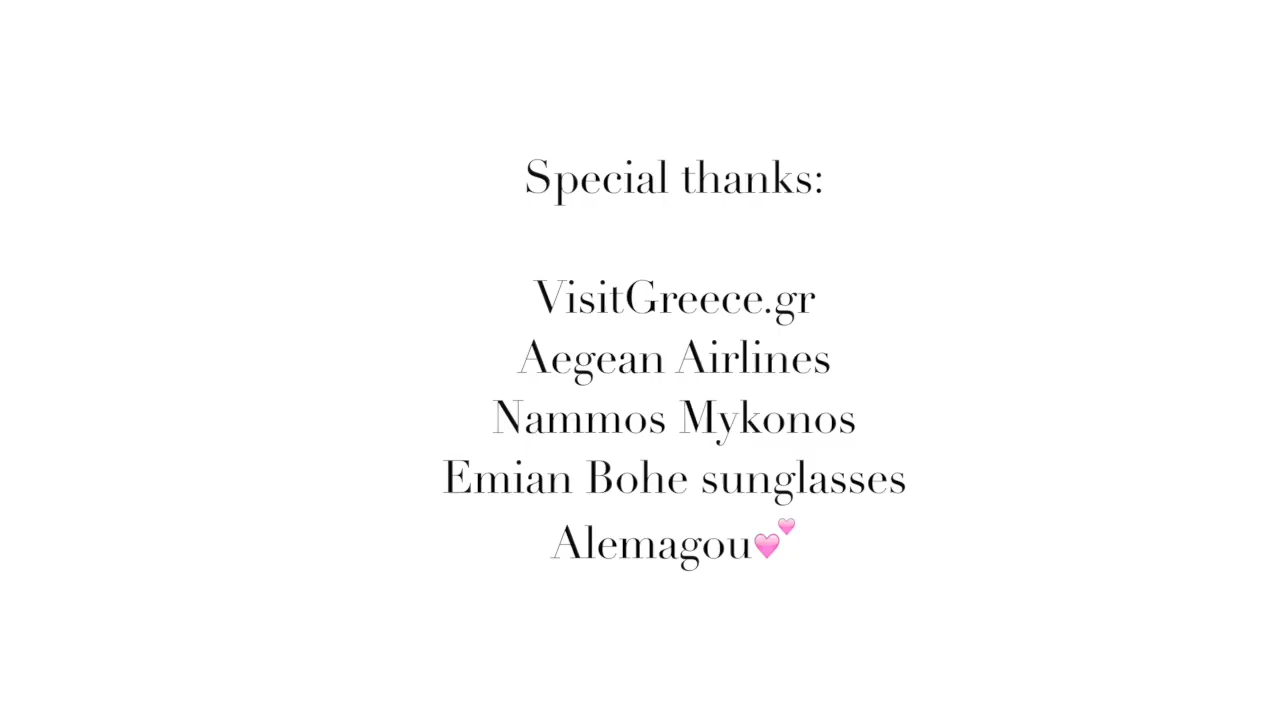 Special thanks:
VisitGreece.gr
Aegean Airlines
Nammos Mykonos
Emian Bohe sunglasses
Alemagou💕